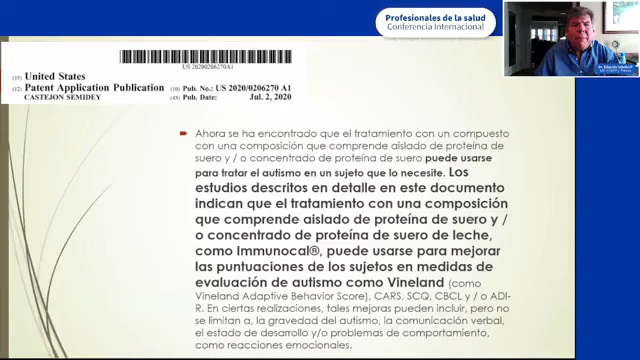 Profesionales de la salud
Conferencia Internacional
US 20200206270A1
(19) United States
(12) Patent Application Publication (10) Pub. No.: US 2020/0206270 A1
CASTEJON SEMIDEY (43) Pub. Date: Jul. 2, 2020
Ahora se ha encontrado que el tratamiento con un compuesto
con una composición que comprende aislado de proteína de
suero y / o concentrado de proteína de suero puede usarse
para tratar el autismo en un sujeto que lo necesite. Los
estudios descritos en detalle en este documento
indican que el tratamiento con una composición
que comprende aislado de proteína de suero y /
o concentrado de proteína de suero de leche,
como Immunocal®, puede usarse para mejorar
las puntuaciones de los sujetos en medidas de
evaluación de autismo como Vineland (como
Vineland Adaptive Behavior Score), CARS, SCQ, CBCL y / o ADI-
R. En ciertas realizaciones, tales mejoras pueden incluir, pero no
se limitan a, la gravedad del autismo, la comunicación verbal,
el estado de desarrollo y/o problemas de comportamiento,
como reacciones emocionales.